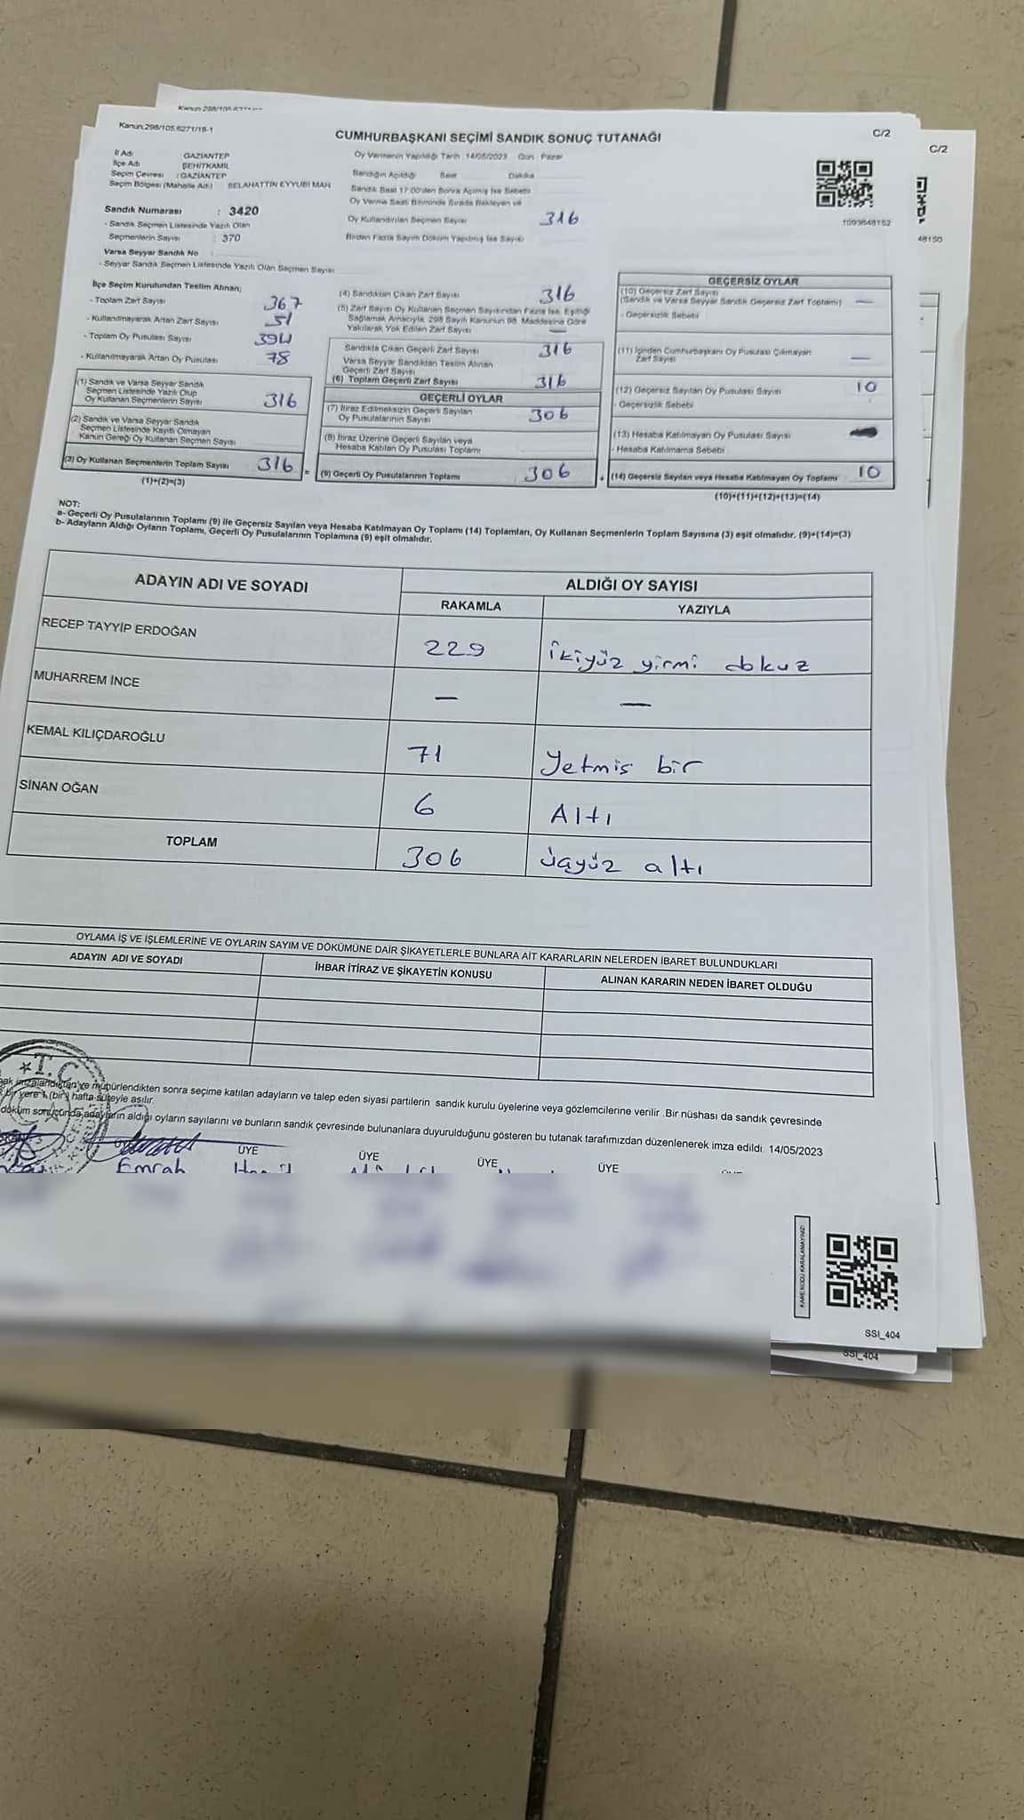 Kanun:298/105,6271/18-1
C/2
C/2
CUMHURBAŞKANI SEÇİMİ SANDIK SONUÇ TUTANAĞI
İl Adı GAZİANTEP
İlçe Adı ŞEHİTKAMİL
Seçim Çevresi : GAZİANTEP
Seçim Bölgesi (Mahalle Adı) SELAHATTİN EYYUBİ MAH
Sandık Numarası : 3420
- Sandık Seçmen Listesinde Yazılı Olan
Seçmenlerin Sayısı : 370
Varsa Seyyar Sandık No
- Seyyar Sandık Seçmen Listesinde Yazılı Olan Seçmen Sayısı
Oy Vermenin Yapıldığı Tarih 14/05/2023 Gün Pazar
Sandığın Açıldığı Saat Dakika
Sandık Saat 17:00'den Sonra Açılmış İse Sebebi
Oy Verme Saati Bitiminde Sırada Bekleyen ve
Oy Kullandırılan Seçmen Sayısı 316
Birden Fazla Sayım Döküm Yapılmış İse Sayısı
1093648152
48150
İlçe Seçim Kurulundan Teslim Alınan;
- Toplam Zarf Sayısı 367
- Kullanılmayarak Artan Zarf Sayısı 51
- Toplam Oy Pusulası Sayısı 394
- Kullanılmayarak Artan Oy Pusulası 78
(1) Sandık ve Varsa Seyyar Sandık
Seçmen Listesinde Yazılı Olup
Oy Kullanan Seçmenlerin Sayısı 316
(2) Sandık ve Varsa Seyyar Sandık
Seçmen Listesinde Kayıtlı Olmayan
Kanun Gereği Oy Kullanan Seçmen Sayısı
(3) Oy Kullanan Seçmenlerin Toplam Sayısı 316
(1)+(2)=(3)
(4) Sandıktan Çıkan Zarf Sayısı 316
(5) Zarf Sayısı Oy Kullanan Seçmen Sayısından Fazla İse, Eşitliği
Sağlamak Amacıyla, 298 Sayılı Kanunun 98. Maddesine Göre
Yakılarak Yok Edilen Zarf Sayısı —
Sandıkta Çıkan Geçerli Zarf Sayısı 316
Varsa Seyyar Sandıktan Teslim Alınan
Geçerli Zarf Sayısı
(6) Toplam Geçerli Zarf Sayısı 316
GEÇERLİ OYLAR
(7) İtiraz Edilmeksizin Geçerli Sayılan
Oy Pusulalarının Sayısı 306
(8) İtiraz Üzerine Geçerli Sayılan veya
Hesaba Katılan Oy Pusulası Toplamı
= (9) Geçerli Oy Pusulalarının Toplamı 306
GEÇERSİZ OYLAR
(10) Geçersiz Zarf Sayısı
(Sandık ve Varsa Seyyar Sandık Geçersiz Zarf Toplamı) —
- Geçersizlik Sebebi
(11) İçinden Cumhurbaşkanı Oy Pusulası Çıkmayan
Zarf Sayısı —
(12) Geçersiz Sayılan Oy Pusulası Sayısı 10
- Geçersizlik Sebebi
(13) Hesaba Katılmayan Oy Pusulası Sayısı
- Hesaba Katılmama Sebebi
+ (14) Geçersiz Sayılan veya Hesaba Katılmayan Oy Toplamı 10
(10)+(11)+(12)+(13)=(14)
NOT:
a- Geçerli Oy Pusulalarının Toplamı (9) ile Geçersiz Sayılan veya Hesaba Katılmayan Oy Toplamı (14) Toplamları, Oy Kullanan Seçmenlerin Toplam Sayısına (3) eşit olmalıdır. (9)+(14)=(3)
b- Adayların Aldığı Oyların Toplamı, Geçerli Oy Pusulalarının Toplamına (9) eşit olmalıdır.
ADAYIN ADI VE SOYADI
ALDIĞI OY SAYISI
RAKAMLA YAZIYLA
RECEP TAYYİP ERDOĞAN 229 ikiyüz yirmi dokuz
MUHARREM İNCE — —
KEMAL KILIÇDAROĞLU 71 Yetmis bir
SİNAN OĞAN 6 Altı
TOPLAM 306 üçyüz altı
OYLAMA İŞ VE İŞLEMLERİNE VE OYLARIN SAYIM VE DÖKÜMÜNE DAİR ŞİKAYETLERLE BUNLARA AİT KARARLARIN NELERDEN İBARET BULUNDUKLARI
ADAYIN ADI VE SOYADI İHBAR İTİRAZ VE ŞİKAYETİN KONUSU ALINAN KARARIN NEDEN İBARET OLDUĞU
T.C.
mühürlendikten sonra seçime katılan adayların ve talep eden siyasi partilerin sandık kurulu üyelerine veya gözlemcilerine verilir. Bir nüshası da sandık çevresinde
bir yere 1 (bir) hafta süreyle asılır.
döküm sonucunda adayların aldığı oyların sayılarını ve bunların sandık çevresinde bulunanlara duyurulduğunu gösteren bu tutanak tarafımızdan düzenlenerek imza edildi. 14/05/2023
ÜYE ÜYE ÜYE ÜYE
Emrah
KAREKODU KARALAMAYINIZ!
SSI_404
SSI_404